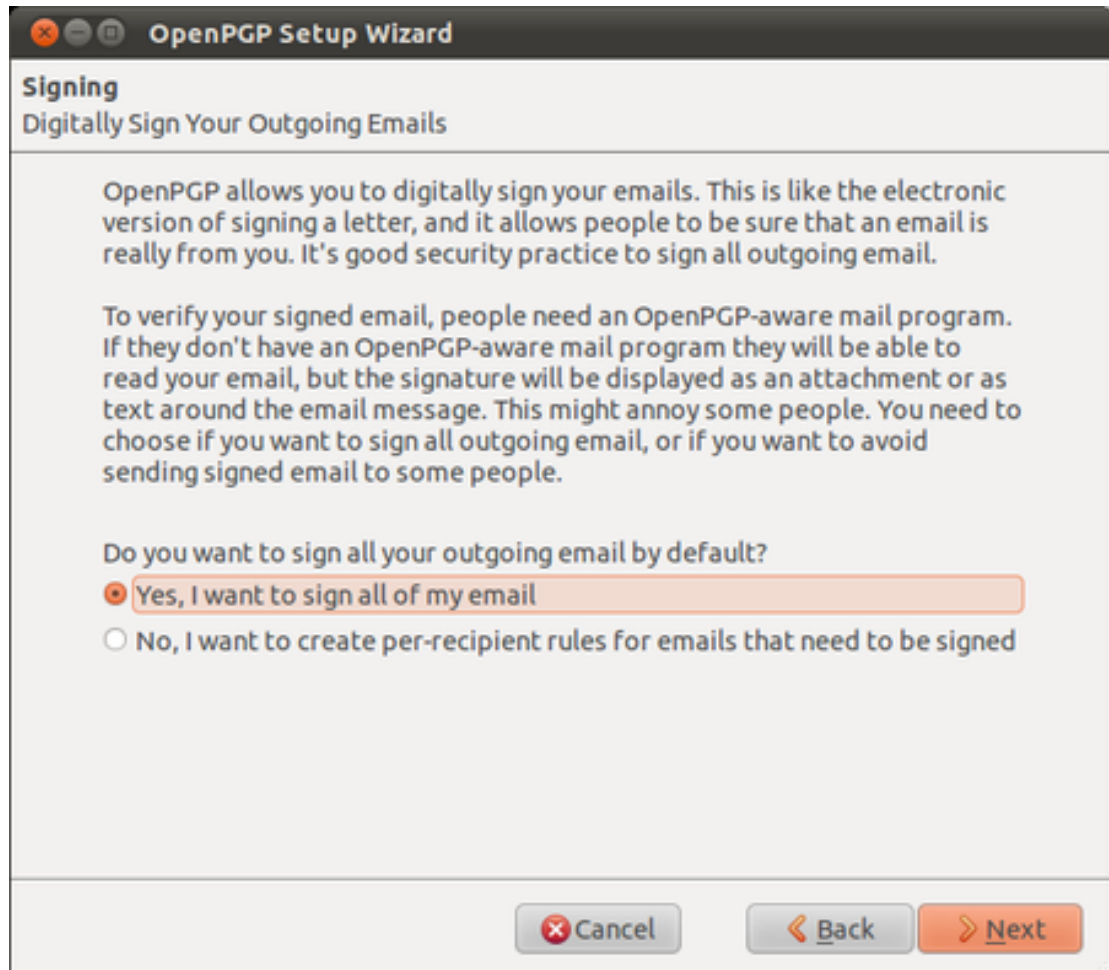 OpenPGP Setup Wizard
Signing
Digitally Sign Your Outgoing Emails
OpenPGP allows you to digitally sign your emails. This is like the electronic
version of signing a letter, and it allows people to be sure that an email is
really from you. It's good security practice to sign all outgoing email.
To verify your signed email, people need an OpenPGP-aware mail program.
If they don't have an OpenPGP-aware mail program they will be able to
read your email, but the signature will be displayed as an attachment or as
text around the email message. This might annoy some people. You need to
choose if you want to sign all outgoing email, or if you want to avoid
sending signed email to some people.
Do you want to sign all your outgoing email by default?
Yes, I want to sign all of my email
No, I want to create per-recipient rules for emails that need to be signed
Cancel Back Next